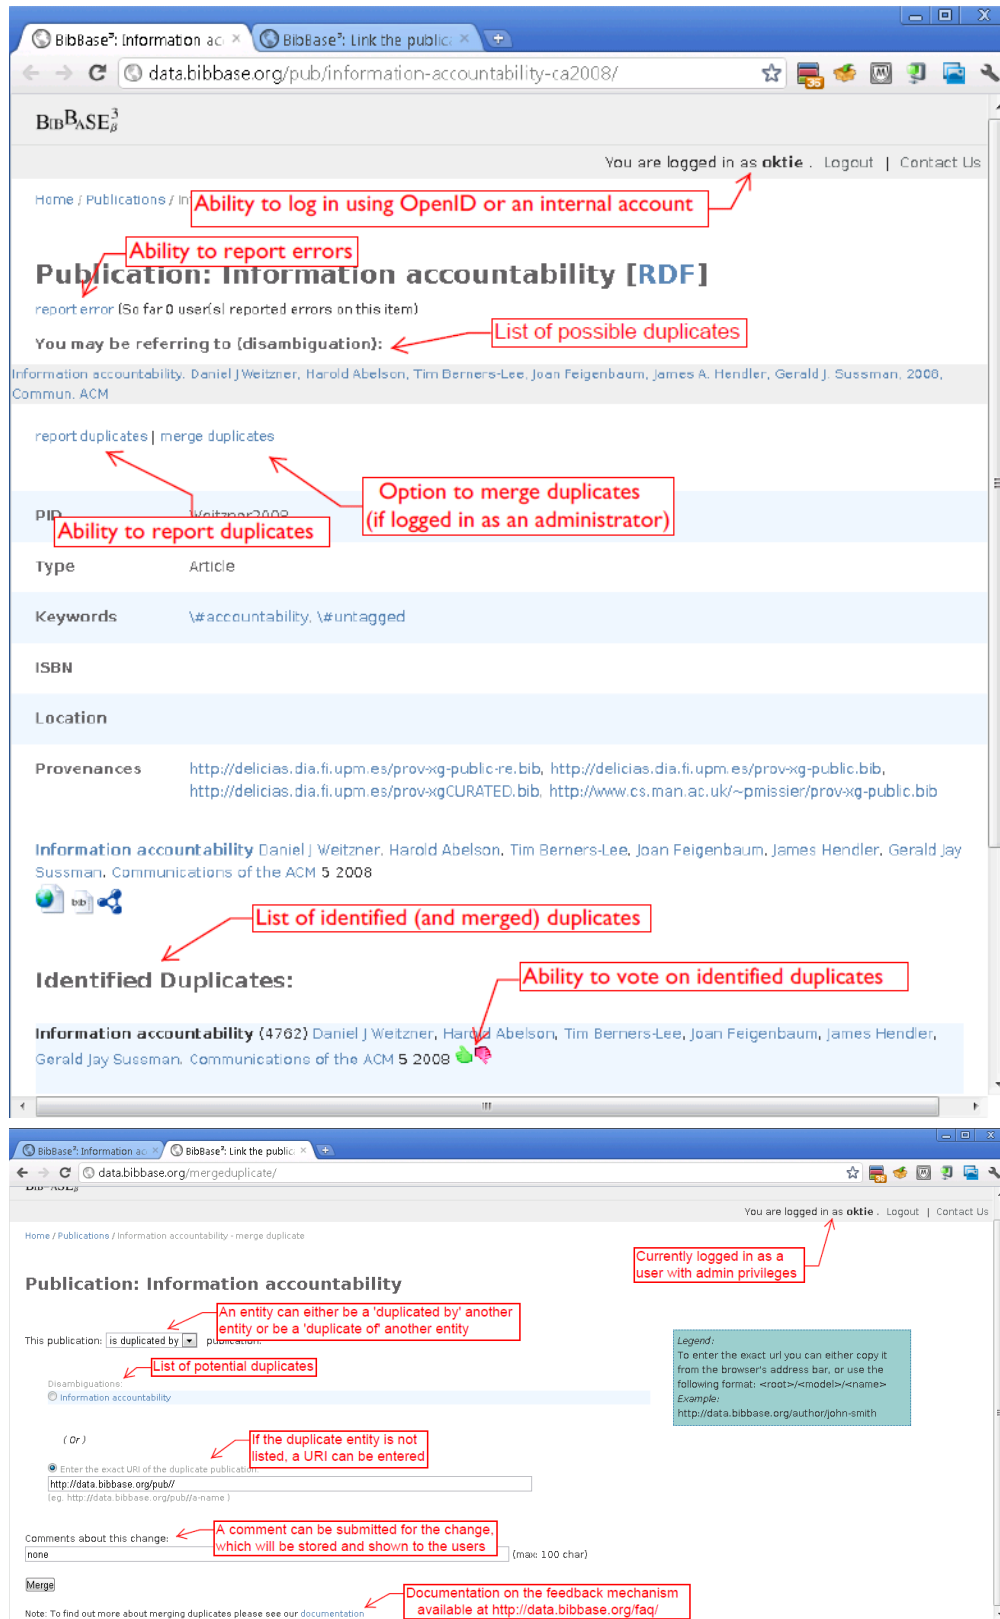 BibBase³: Information ac
BibBase³: Link the public
data.bibbase.org/pub/information-accountability-ca2008/
BIBBASE³β
You are logged in as oktie . Logout | Contact Us
Home / Publications / In
Ability to log in using OpenID or an internal account
Ability to report errors
Publication: Information accountability [RDF]
report error (So far 0 user(s) reported errors on this item)
List of possible duplicates
You may be referring to (disambiguation):
Information accountability. Daniel J Weitzner, Harold Abelson, Tim Berners-Lee, Joan Feigenbaum, James A. Hendler, Gerald J. Sussman, 2008,
Commun. ACM
report duplicates | merge duplicates
Option to merge duplicates
(if logged in as an administrator)
PID Weitzner2008
Ability to report duplicates
Type Article
Keywords \#accountability, \#untagged
ISBN
Location
Provenances http://delicias.dia.fi.upm.es/prov-xg-public-re.bib, http://delicias.dia.fi.upm.es/prov-xg-public.bib,
http://delicias.dia.fi.upm.es/prov-xgCURATED.bib, http://www.cs.man.ac.uk/~pmissier/prov-xg-public.bib
Information accountability Daniel J Weitzner, Harold Abelson, Tim Berners-Lee, Joan Feigenbaum, James Hendler, Gerald Jay
Sussman. Communications of the ACM 5 2008
bib
List of identified (and merged) duplicates
Identified Duplicates:
Ability to vote on identified duplicates
Information accountability (4762) Daniel J Weitzner, Harold Abelson, Tim Berners-Lee, Joan Feigenbaum, James Hendler,
Gerald Jay Sussman. Communications of the ACM 5 2008
BibBase³: Information ac
BibBase³: Link the public
data.bibbase.org/mergeduplicate/
You are logged in as oktie . Logout | Contact Us
Home / Publications / Information accountability - merge duplicate
Currently logged in as a
user with admin privileges
Publication: Information accountability
An entity can either be a 'duplicated by' another
entity or be a 'duplicate of' another entity
This publication: is duplicated by publication.
List of potential duplicates
Disambiguations:
Information accountability
Legend:
To enter the exact url you can either copy it
from the browser's address bar, or use the
following format: <root>/<model>/<name>
Example:
http://data.bibbase.org/author/john-smith
( Or )
If the duplicate entity is not
listed, a URI can be entered
Enter the exact URI of the duplicate publication
http://data.bibbase.org/pub//
(eg. http://data.bibbase.org/pub//a-name )
A comment can be submitted for the change,
which will be stored and shown to the users
Comments about this change:
none (max: 100 char)
Merge
Documentation on the feedback mechanism
available at http://data.bibbase.org/faq/
Note: To find out more about merging duplicates please see our documentation